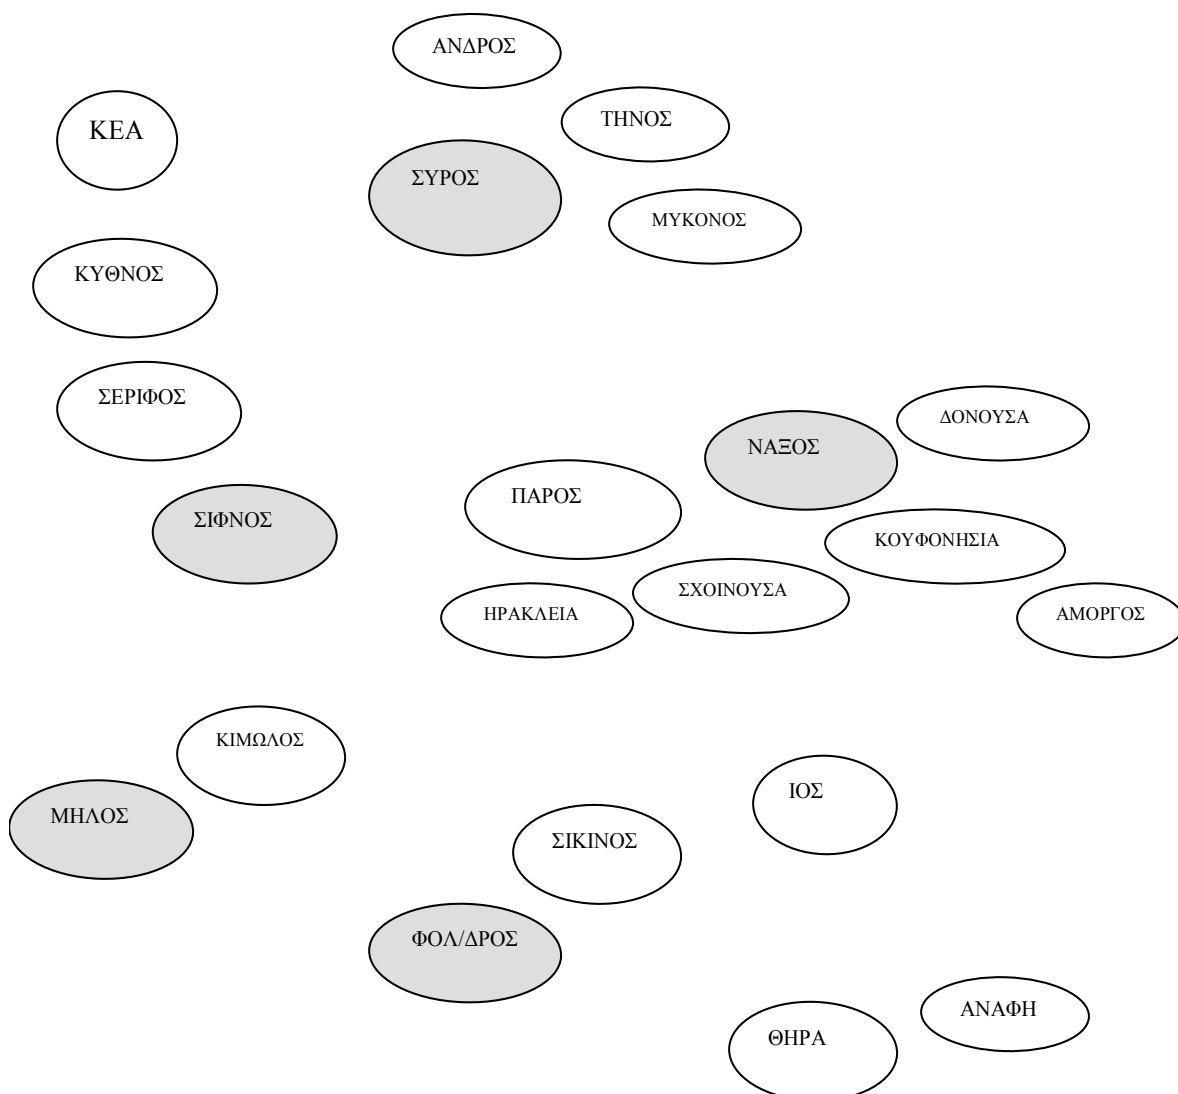 ΑΝΔΡΟΣ
ΚΕΑ
ΤΗΝΟΣ
ΣΥΡΟΣ
ΜΥΚΟΝΟΣ
ΚΥΘΝΟΣ
ΣΕΡΙΦΟΣ
ΔΟΝΟΥΣΑ
ΝΑΞΟΣ
ΠΑΡΟΣ
ΣΙΦΝΟΣ
ΚΟΥΦΟΝΗΣΙΑ
ΣΧΟΙΝΟΥΣΑ
ΗΡΑΚΛΕΙΑ
ΑΜΟΡΓΟΣ
ΚΙΜΩΛΟΣ
ΙΟΣ
ΜΗΛΟΣ
ΣΙΚΙΝΟΣ
ΦΟΛ/ΔΡΟΣ
ΑΝΑΦΗ
ΘΗΡΑ